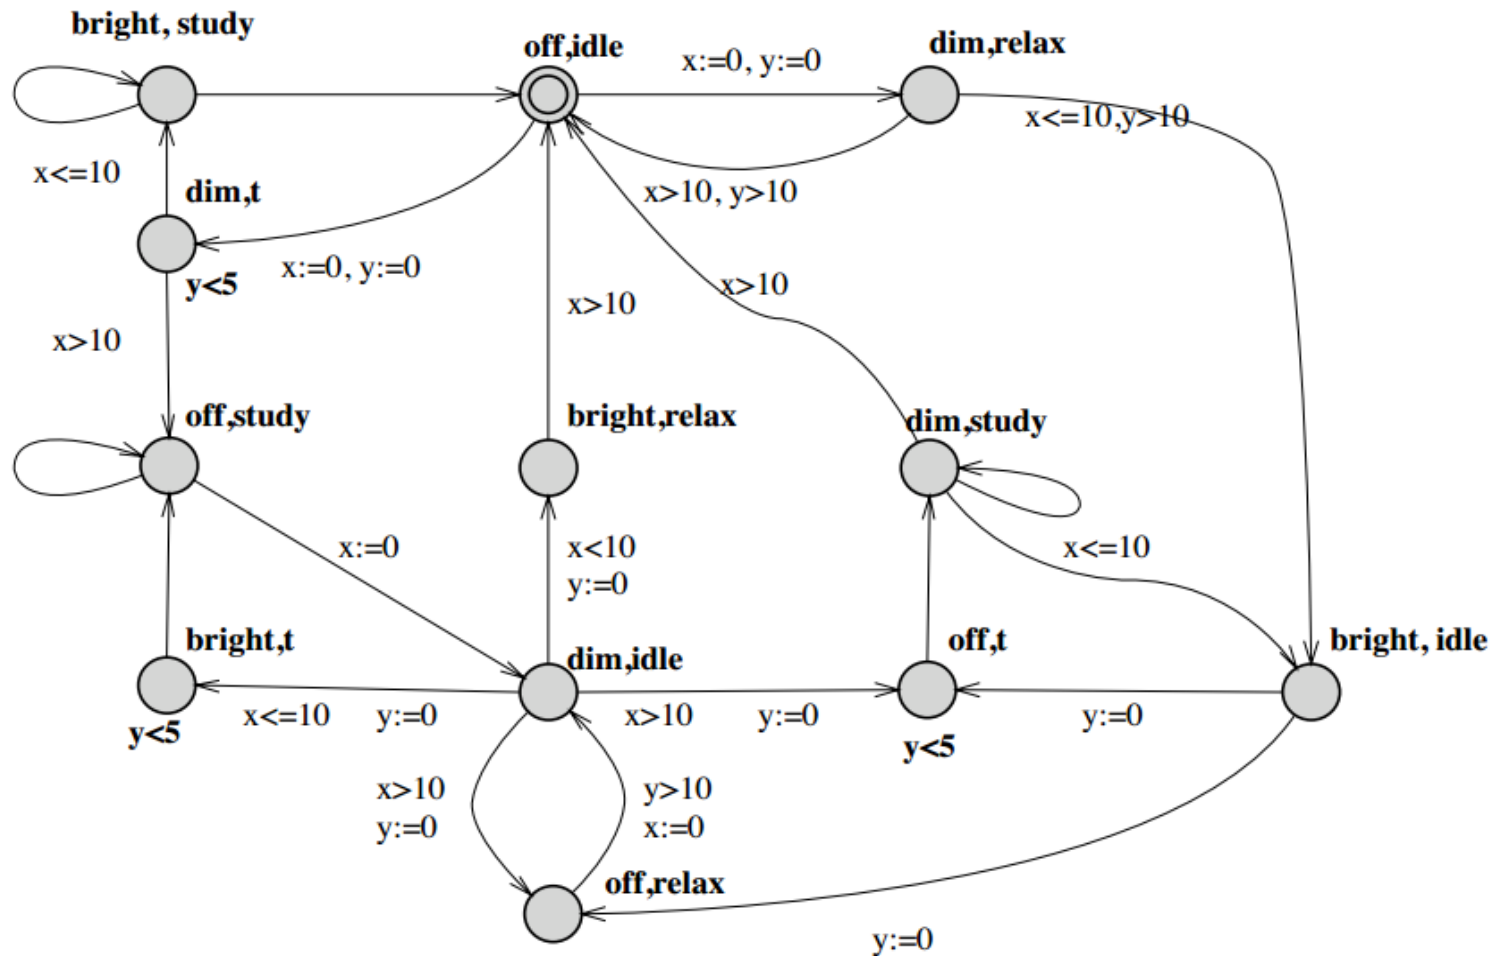 bright, study
off,idle
dim,relax
x:=0, y:=0
x<=10,y>10
x<=10
dim,t
x>10, y>10
y<5
x:=0, y:=0
x>10
x>10
x>10
off,study
bright,relax
dim,study
x:=0
x<10
y:=0
x<=10
bright,t
dim,idle
off,t
bright, idle
y<5
x<=10 y:=0
x>10 y:=0
y<5
y:=0
x>10
y:=0
y>10
x:=0
off,relax
y:=0